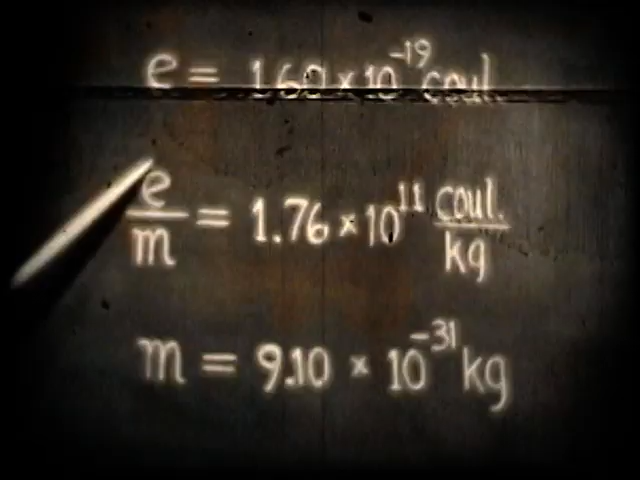 e = 1.60 × 10⁻¹⁹ coul.
e/m = 1.76 × 10¹¹ coul./kg
m = 9.10 × 10⁻³¹ kg